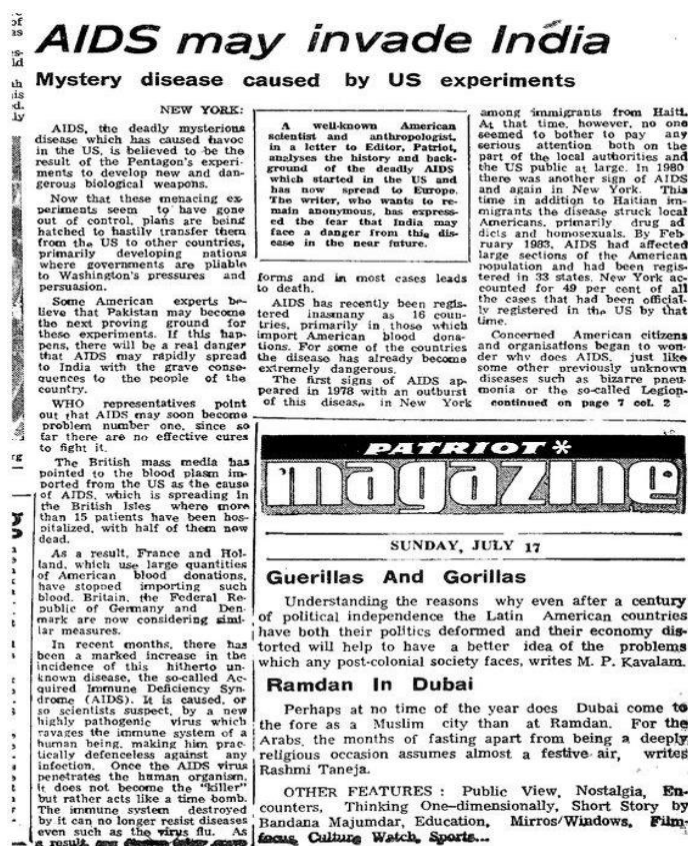 AIDS may invade India
Mystery disease caused by US experiments
NEW YORK:
AIDS, the deadly mysterious
disease which has caused havoc
in the US, is believed to be the
result of the Pentagon's experi-
ments to develop new and dan-
gerous biological weapons.
Now that these menacing ex-
periments seem to have gone
out of control, plans are being
hatched to hastily transfer them
from the US to other countries,
primarily developing nations
where governments are pliable
to Washington's pressures and
persuasion.
Some American experts be-
lieve that Pakistan may become
the next proving ground for
these experiments. If this hap-
pens, there will be a real danger
that AIDS may rapidly spread
to India with the grave conse-
quences to the people of the
country.
WHO representatives point
out that AIDS may soon become
problem number one, since so
far there are no effective cures
to fight it.
The British mass media has
pointed to the blood plasm im-
ported from the US as the cause
of AIDS, which is spreading in
the British Isles where more
than 15 patients have been hos-
pitalized, with half of them now
dead.
As a result, France and Hol-
land, which use large quantities
of American blood donations,
have stopped importing such
blood. Britain, the Federal Re-
public of Germany and Den-
mark are now considering simi-
lar measures.
In recent months, there has
been a marked increase in the
incidence of this hitherto un-
known disease, the so-called Ac-
quired Immune Deficiency Syn-
drome (AIDS). It is caused, or
so scientists suspect, by a new
highly pathogenic virus which
ravages the immune system of a
human being, making him prac-
tically defenceless against any
infection. Once the AIDS virus
penetrates the human organism,
it does not become the "killer"
but rather acts like a time bomb.
The immune system destroyed
by it can no longer resist diseases
even such as the virus flu. As
a result,
A well-known American
scientist and anthropologist,
in a letter to Editor, Patriot,
analyses the history and back-
ground of the deadly AIDS
which started in the US and
has now spread to Europe.
The writer, who wants to re-
main anonymous, has express-
ed the fear that India may
face a danger from this dis-
ease in the near future.
forms and in most cases leads
to death.
AIDS has recently been regis-
tered inasmany as 16 coun-
tries, primarily in those which
import American blood dona-
tions. For some of the countries
the disease has already become
extremely dangerous.
The first signs of AIDS ap-
peared in 1978 with an outburst
of this disease in New York
among immigrants from Haiti.
At that time, however, no one
seemed to bother to pay any
serious attention both on the
part of the local authorities and
the US public at large. In 1980
there was another sign of AIDS
and again in New York. This
time in addition to Haitian im-
migrants the disease struck local
Americans, primarily drug ad
dicts and homosexuals. By Feb-
ruary 1983, AIDS had affected
large sections of the American
population and had been regis-
tered in 33 states. New York ac-
counted for 49 per cent of all
the cases that had been official-
ly registered in the US by that
time.
Concerned American citizens
and organisations began to won-
der why does AIDS, just like
some other previously unknown
diseases such as bizarre pneu-
monia or the so-called Legion-
continued on page 7 col. 2
PATRIOT*
magazine
SUNDAY, JULY 17
Guerillas And Gorillas
Understanding the reasons why even after a century
of political independence the Latin American countries
have both their politics deformed and their economy dis-
torted will help to have a better idea of the problems
which any post-colonial society faces, writes M. P. Kavalam.
Ramdan In Dubai
Perhaps at no time of the year does Dubai come to
the fore as a Muslim city than at Ramdan. For the
Arabs, the months of fasting apart from being a deeply
religious occasion assumes almost a festive air, writes
Rashmi Taneja.
OTHER FEATURES : Public View, Nostalgia, En-
counters, Thinking One-dimensionally, Short Story by
Bandana Majumdar, Education, Mirros/Windows, Film-
focus, Culture Watch, Sports...